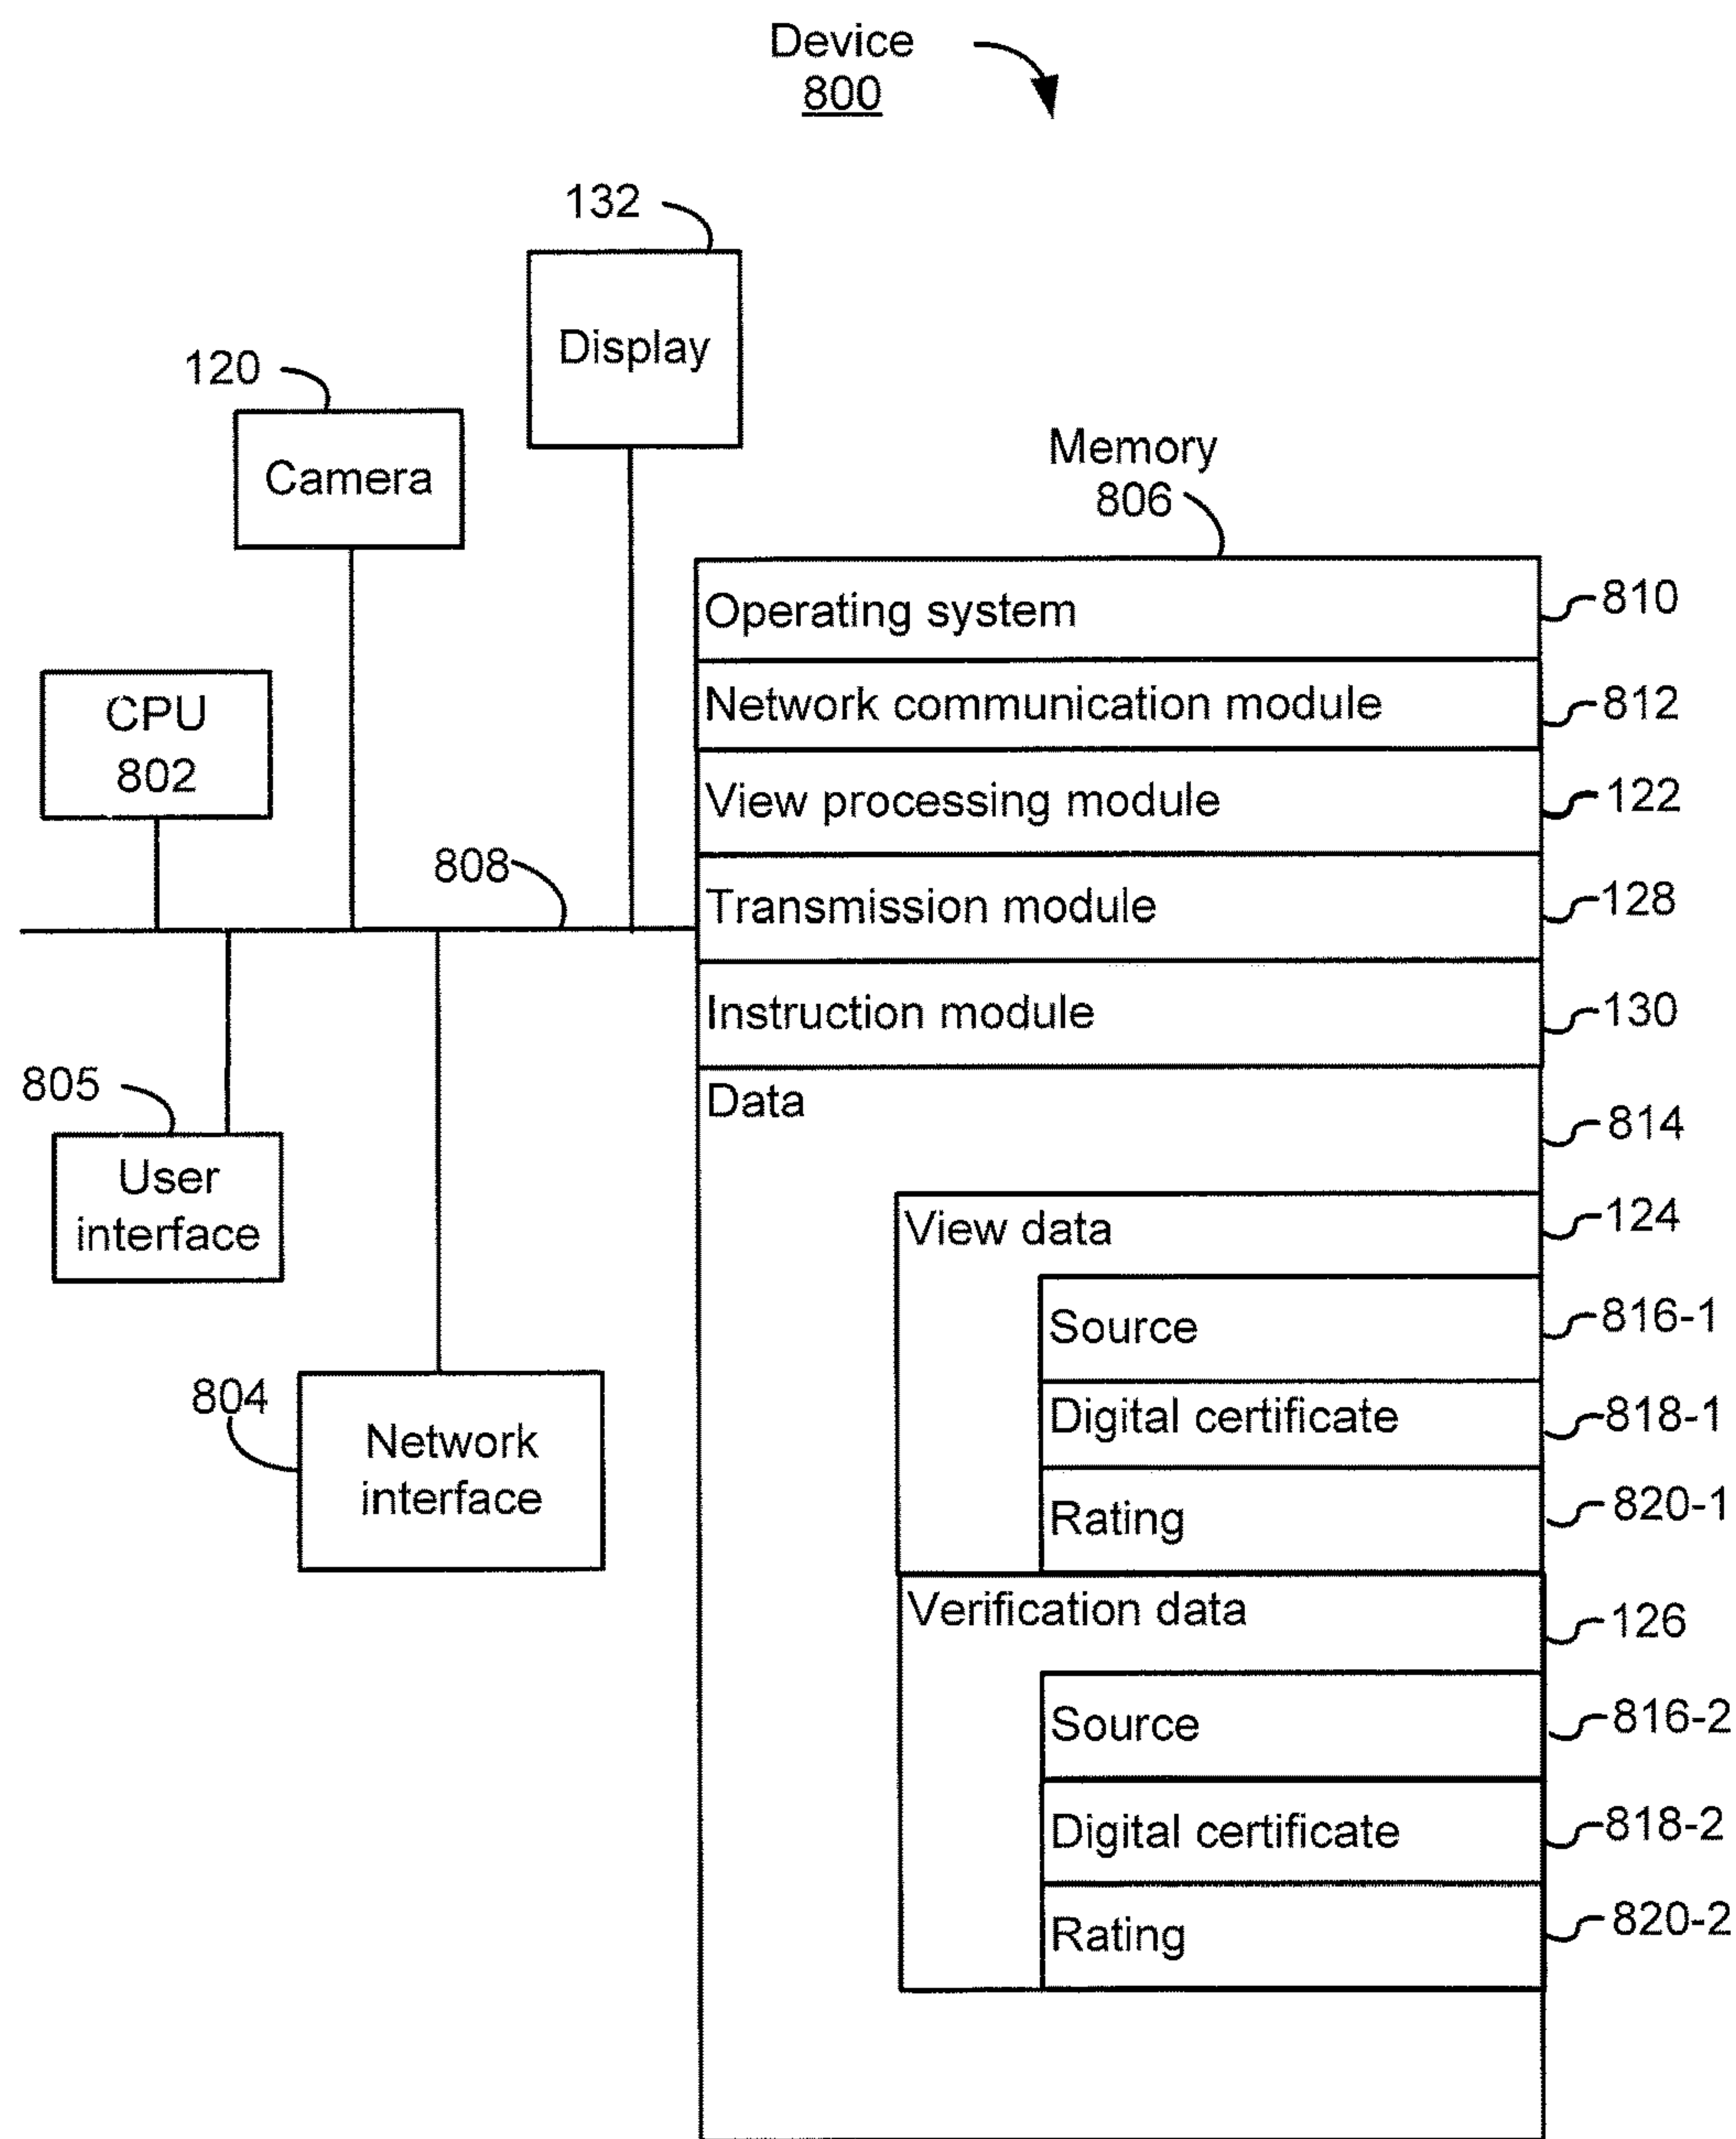 Device
800
132
Display
120
Camera
Memory
806
CPU
802
808
805
User
interface
804
Network
interface
Operating system
810
Network communication module
812
View processing module
122
Transmission module
128
Instruction module
130
Data
814
View data
124
Source
816-1
Digital certificate
818-1
Rating
820-1
Verification data
126
Source
816-2
Digital certificate
818-2
Rating
820-2